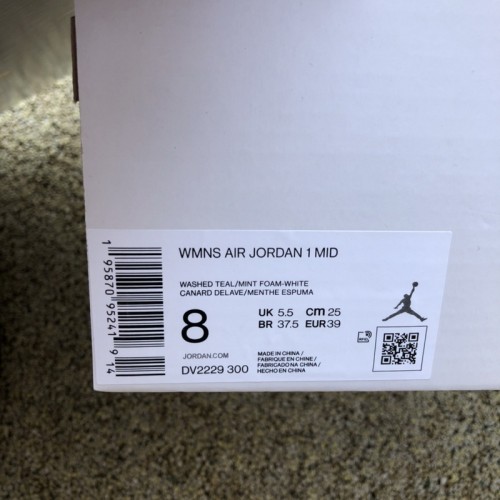 WMNS AIR JORDAN 1 MID
WASHED TEAL/MINT FOAM-WHITE
CANARD DELAVE/MENTHE ESPUMA
8
UK 5.5 cm 25
BR 37.5 EUR 39
JORDAN.COM
DV2229 300
MADE IN CHINA /
FABRIQUE EN CHINE /
FABRICADO NA CHINA /
HECHO EN CHINA
1 95870 95241 9 14